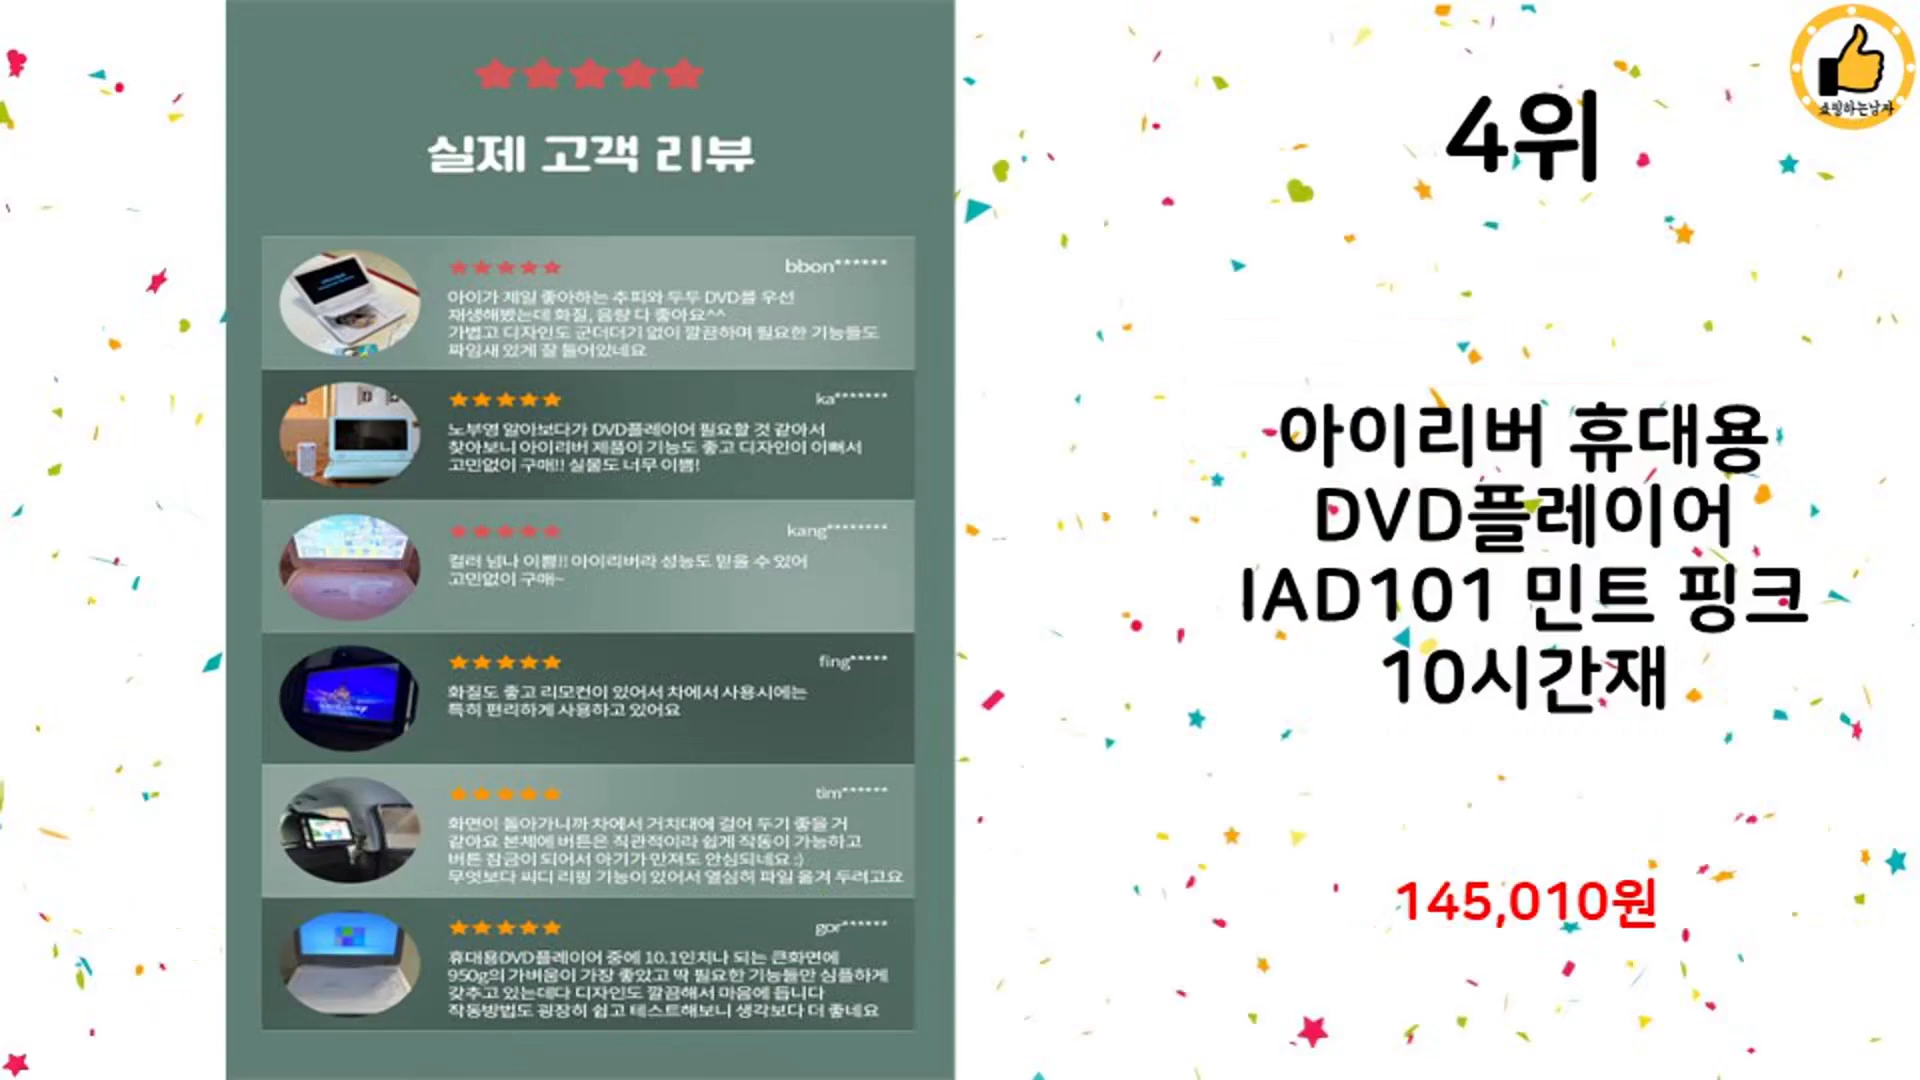 실제 고객 리뷰
bbon******
아이가 제일 좋아하는 추피와 두두 DVD를 우선
재생해봤는데 화질, 음량 다 좋아요^^
가볍고 디자인도 군더더기 없이 깔끔하며 필요한 기능들도
짜임새 있게 잘 들어있네요
ka*******
노부영 알아보다가 DVD플레이어 필요할 것 같아서
찾아보니 아이리버 제품이 기능도 좋고 디자인이 이뻐서
고민없이 구매!! 실물도 너무 이쁨!
kang********
컬러 넘나 이쁨!! 아이리버라 성능도 믿을 수 있어
고민없이 구매~
fing*****
화질도 좋고 리모컨이 있어서 차에서 사용시에는
특히 편리하게 사용하고 있어요
tim******
화면이 돌아가니까 차에서 거치대에 걸어 두기 좋을 거
같아요 본체에 버튼은 직관적이라 쉽게 작동이 가능하고
버튼 잠금이 되어서 아기가 만져도 안심되네요 :)
무엇보다 씨디 리핑 기능이 있어서 열심히 파일 옮겨 두려고요
gor******
휴대용DVD플레이어 중에 10.1인치나 되는 큰화면에
950g의 가벼움이 가장 좋았고 딱 필요한 기능들만 심플하게
갖추고 있는데다 디자인도 깔끔해서 마음에 듭니다
작동방법도 굉장히 쉽고 테스트해보니 생각보다 더 좋네요
쇼핑하는남자
4위
아이리버 휴대용
DVD플레이어
IAD101 민트 핑크
10시간재
145,010원